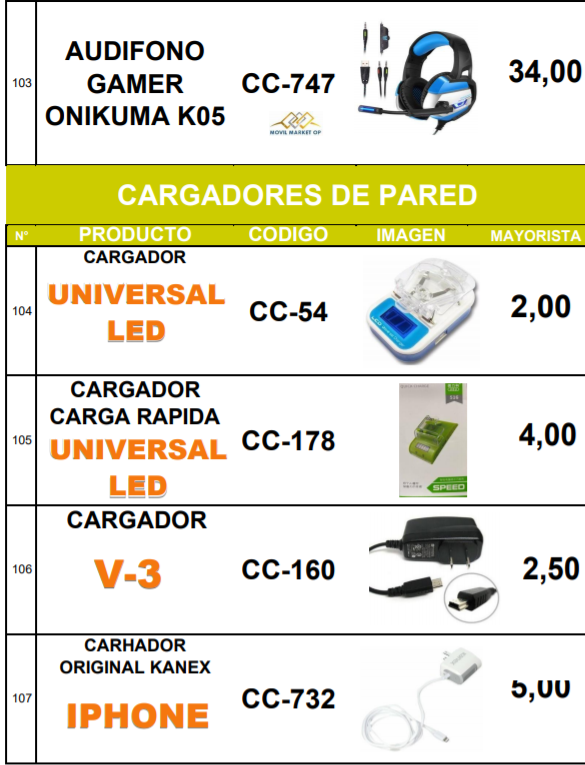 103
AUDIFONO
GAMER
ONIKUMA K05
CC-747
MOVIL MARKET OP
34,00
CARGADORES DE PARED
N° PRODUCTO CODIGO IMAGEN MAYORISTA
104
CARGADOR
UNIVERSAL
LED
CC-54
2,00
105
CARGADOR
CARGA RAPIDA
UNIVERSAL
LED
CC-178
SPEED
4,00
106
CARGADOR
V-3
CC-160
2,50
107
CARHADOR
ORIGINAL KANEX
IPHONE
CC-732
5,00